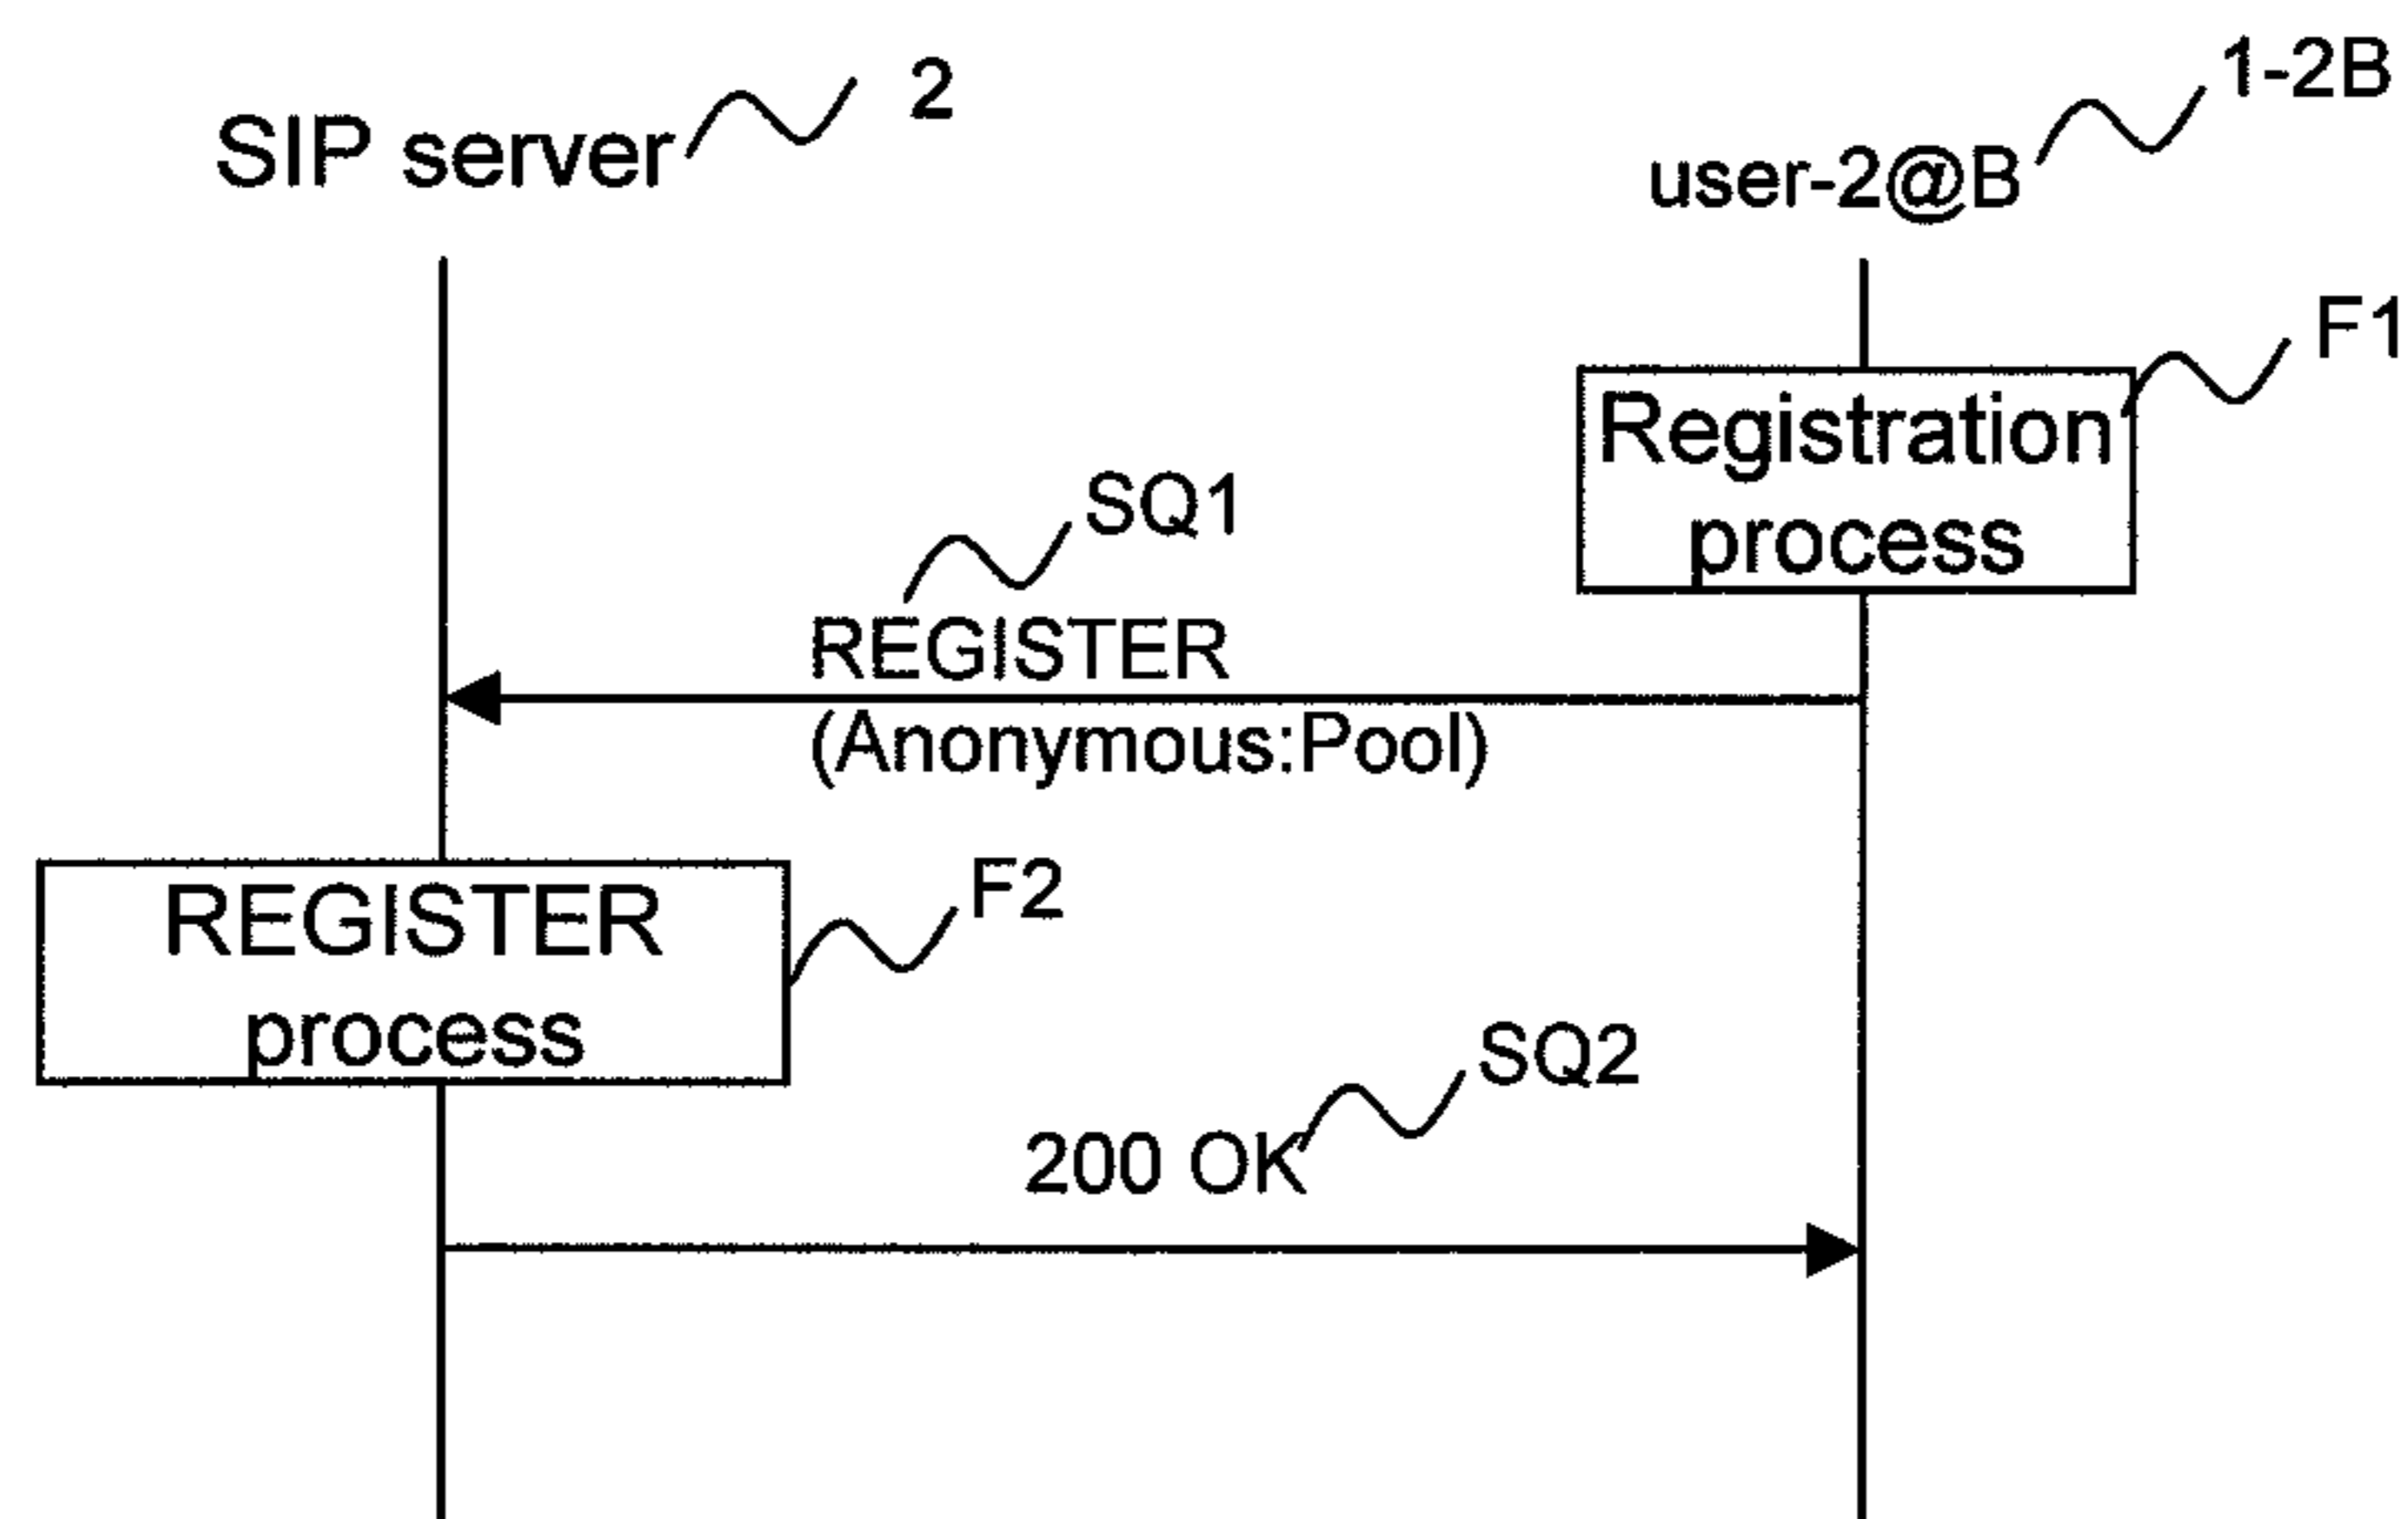 2
SIP server
1-2B
user-2@B
F1
Registration
process
SQ1
REGISTER
(Anonymous:Pool)
F2
REGISTER
process
SQ2
200 OK